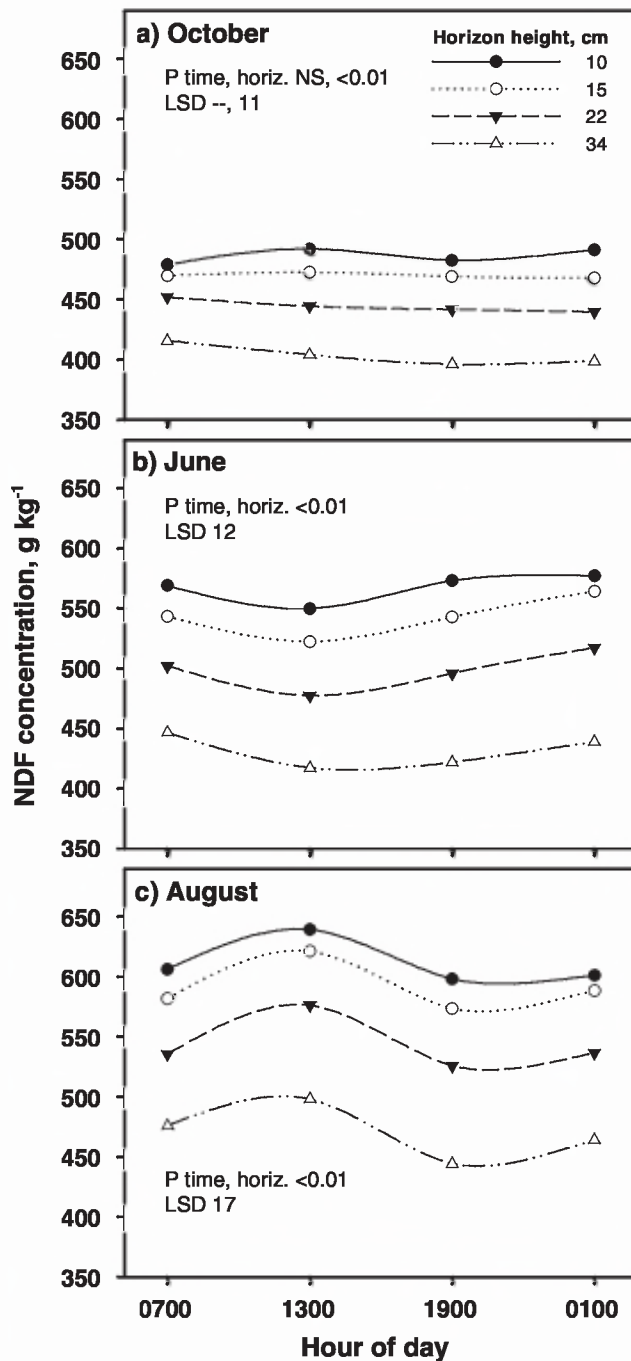 a) October
Horizon height, cm
P time, horiz. NS, <0.01
LSD --, 11
10
15
22
34
650
600
550
500
450
400
350
b) June
P time, horiz. <0.01
LSD 12
650
600
550
500
450
400
350
NDF concentration, g kg-1
c) August
650
600
550
500
450
400
350
P time, horiz. <0.01
LSD 17
0700 1300 1900 0100
Hour of day